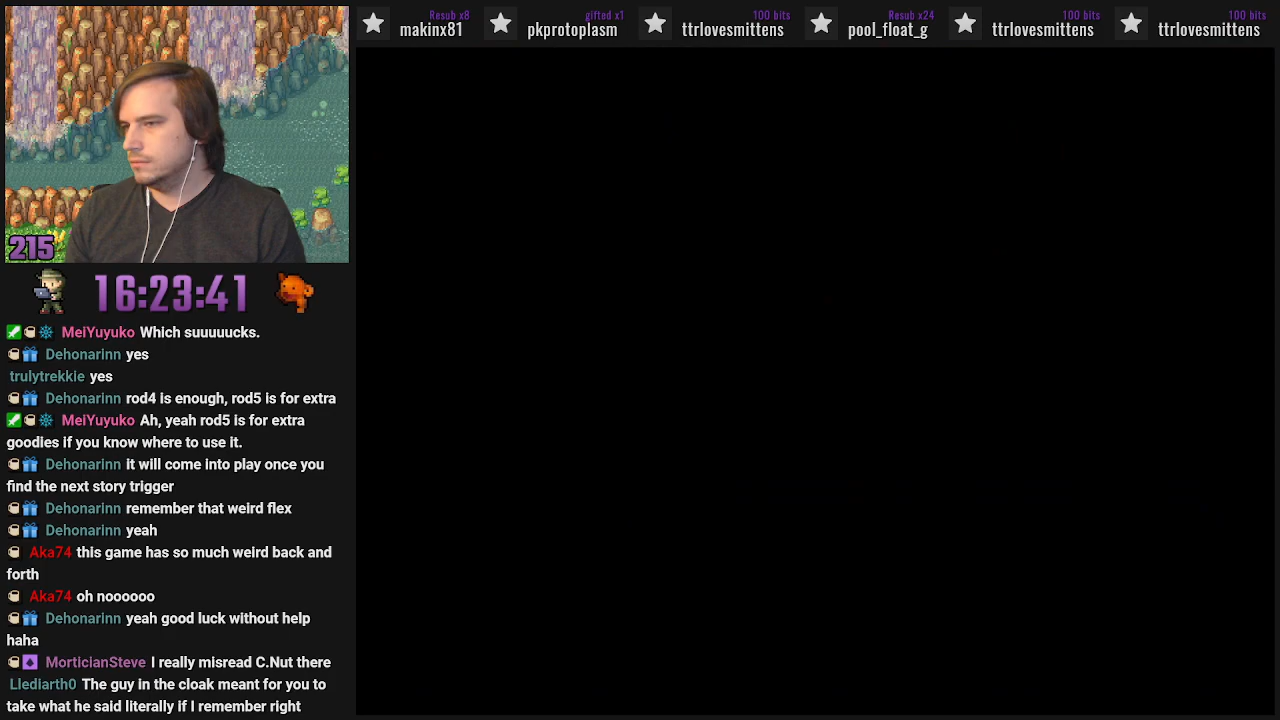 Resub x8
makinx81
gifted x1
pkprotoplasm
100 bits
ttrlovesmittens
Resub x24
pool_float_g
100 bits
ttrlovesmittens
100 bits
ttrlovesmittens
215
16:23:41
MeiYuyuko Which suuuuucks.
Dehonarinn yes
trulytrekkie yes
Dehonarinn rod4 is enough, rod5 is for extra
MeiYuyuko Ah, yeah rod5 is for extra
goodies if you know where to use it.
Dehonarinn it will come into play once you
find the next story trigger
Dehonarinn remember that weird flex
Dehonarinn yeah
Aka74 this game has so much weird back and
forth
Aka74 oh noooooo
Dehonarinn yeah good luck without help
haha
MorticianSteve I really misread C.Nut there
Llediarth0 The guy in the cloak meant for you to
take what he said literally if I remember right